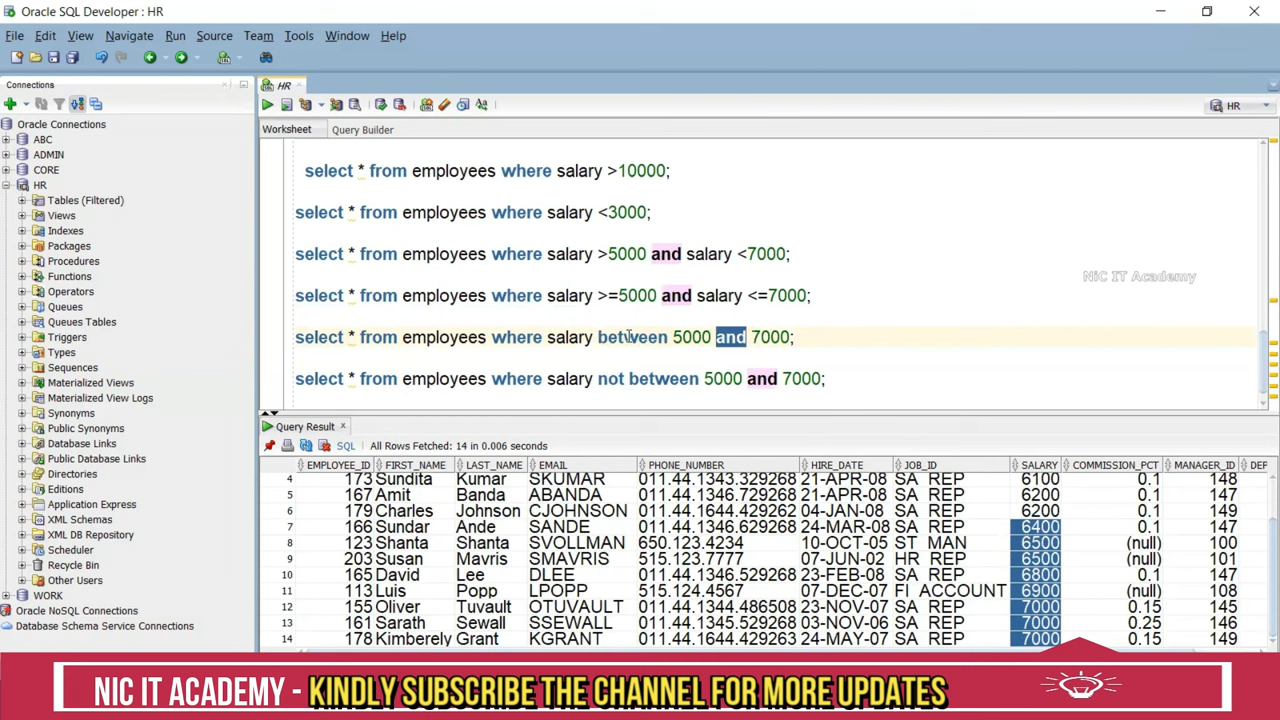 Oracle SQL Developer : HR
File Edit View Navigate Run Source Team Tools Window Help
Connections
HR
HR
Worksheet Query Builder
Oracle Connections
ABC
ADMIN
CORE
HR
Tables (Filtered)
Views
Indexes
Packages
Procedures
Functions
Operators
Queues
Queues Tables
Triggers
Types
Sequences
Materialized Views
Materialized View Logs
Synonyms
Public Synonyms
Database Links
Public Database Links
Directories
Editions
Application Express
XML Schemas
XML DB Repository
Scheduler
Recycle Bin
Other Users
WORK
Oracle NoSQL Connections
Database Schema Service Connections
select * from employees where salary >10000;
select * from employees where salary <3000;
select * from employees where salary >5000 and salary <7000;
select * from employees where salary >=5000 and salary <=7000;
select * from employees where salary between 5000 and 7000;
select * from employees where salary not between 5000 and 7000;
NiC IT Academy
Query Result
SQL All Rows Fetched: 14 in 0.006 seconds
EMPLOYEE_ID FIRST_NAME LAST_NAME EMAIL PHONE_NUMBER HIRE_DATE JOB_ID SALARY COMMISSION_PCT MANAGER_ID DEF
4 173 Sundita Kumar SKUMAR 011.44.1343.329268 21-APR-08 SA_REP 6100 0.1 148
5 167 Amit Banda ABANDA 011.44.1346.729268 21-APR-08 SA_REP 6200 0.1 147
6 179 Charles Johnson CJOHNSON 011.44.1644.429262 04-JAN-08 SA_REP 6200 0.1 149
7 166 Sundar Ande SANDE 011.44.1346.629268 24-MAR-08 SA_REP 6400 0.1 147
8 123 Shanta Shanta SVOLLMAN 650.123.4234 10-OCT-05 ST_MAN 6500 (null) 100
9 203 Susan Mavris SMAVRIS 515.123.7777 07-JUN-02 HR_REP 6500 (null) 101
10 165 David Lee DLEE 011.44.1346.529268 23-FEB-08 SA_REP 6800 0.1 147
11 113 Luis Popp LPOPP 515.124.4567 07-DEC-07 FI_ACCOUNT 6900 (null) 108
12 155 Oliver Tuvault OTUVAULT 011.44.1344.486508 23-NOV-07 SA_REP 7000 0.15 145
13 161 Sarath Sewall SSEWALL 011.44.1345.529268 03-NOV-06 SA_REP 7000 0.25 146
14 178 Kimberely Grant KGRANT 011.44.1644.429263 24-MAY-07 SA_REP 7000 0.15 149
NIC IT ACADEMY - KINDLY SUBSCRIBE THE CHANNEL FOR MORE UPDATES